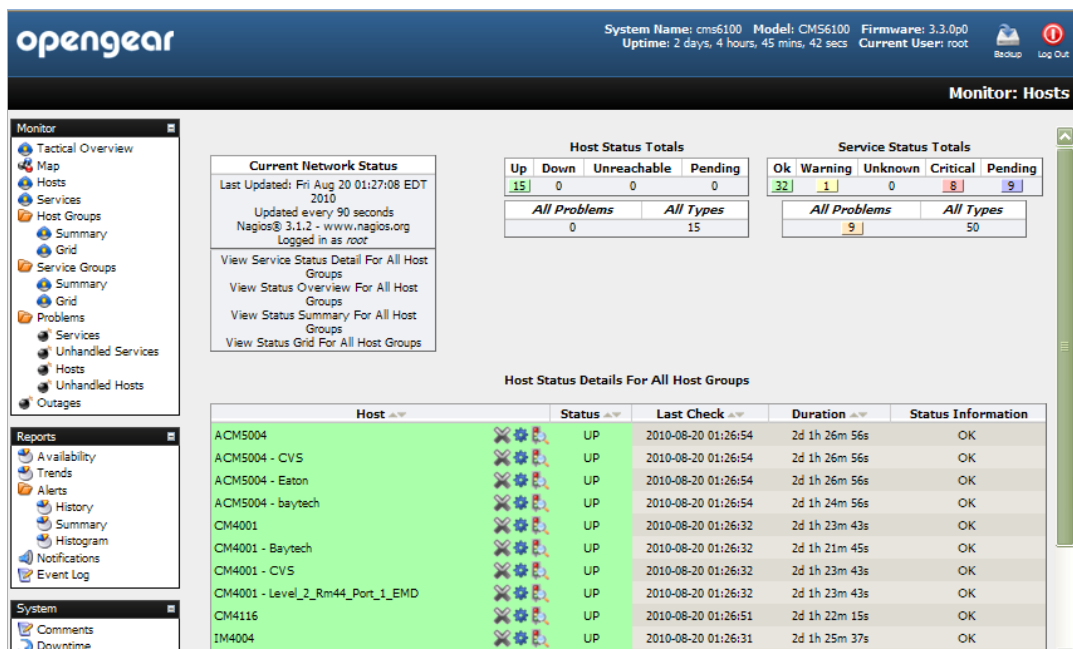 opengear
System Name: cms6100 Model: CMS6100 Firmware: 3.3.0p0
Uptime: 2 days, 4 hours, 45 mins, 42 secs Current User: root
Backup
Log Out
Monitor: Hosts
Monitor
Tactical Overview
Map
Hosts
Services
Host Groups
Summary
Grid
Service Groups
Summary
Grid
Problems
Services
Unhandled Services
Hosts
Unhandled Hosts
Outages
Reports
Availability
Trends
Alerts
History
Summary
Histogram
Notifications
Event Log
System
Comments
Downtime
Current Network Status
Last Updated: Fri Aug 20 01:27:08 EDT
2010
Updated every 90 seconds
Nagios® 3.1.2 - www.nagios.org
Logged in as root
View Service Status Detail For All Host
Groups
View Status Overview For All Host
Groups
View Status Summary For All Host
Groups
View Status Grid For All Host Groups
Host Status Totals
Up Down Unreachable Pending
15 0 0 0
All Problems All Types
0 15
Service Status Totals
Ok Warning Unknown Critical Pending
32 1 0 8 9
All Problems All Types
9 50
Host Status Details For All Host Groups
Host Status Last Check Duration Status Information
ACM5004 UP 2010-08-20 01:26:54 2d 1h 26m 56s OK
ACM5004 - CVS UP 2010-08-20 01:26:54 2d 1h 26m 56s OK
ACM5004 - Eaton UP 2010-08-20 01:26:54 2d 1h 26m 56s OK
ACM5004 - baytech UP 2010-08-20 01:26:54 2d 1h 24m 56s OK
CM4001 UP 2010-08-20 01:26:32 2d 1h 23m 43s OK
CM4001 - Baytech UP 2010-08-20 01:26:32 2d 1h 21m 45s OK
CM4001 - CVS UP 2010-08-20 01:26:32 2d 1h 23m 43s OK
CM4001 - Level_2_Rm44_Port_1_EMD UP 2010-08-20 01:26:32 2d 1h 23m 43s OK
CM4116 UP 2010-08-20 01:26:51 2d 1h 22m 15s OK
IM4004 UP 2010-08-20 01:26:31 2d 1h 25m 37s OK